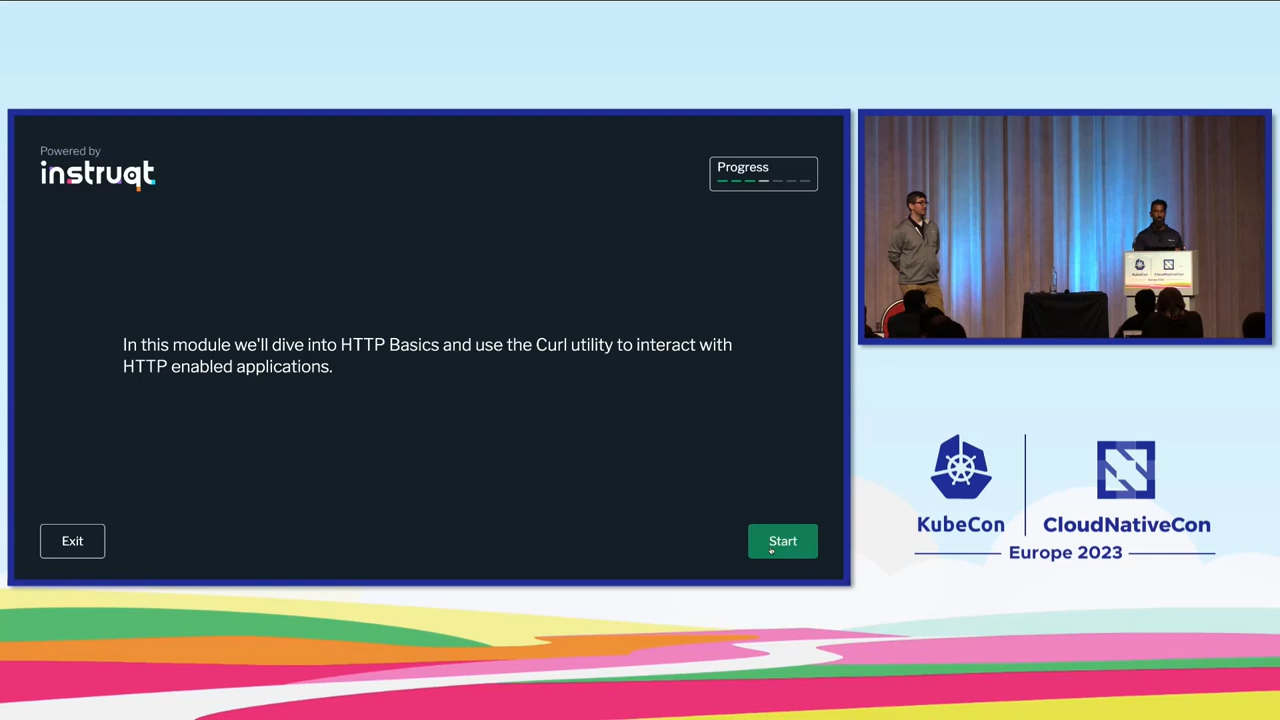 Powered by
instruqt
Progress
In this module we'll dive into HTTP Basics and use the Curl utility to interact with
HTTP enabled applications.
Exit
Start
KubeCon
CloudNativeCon
Europe 2023